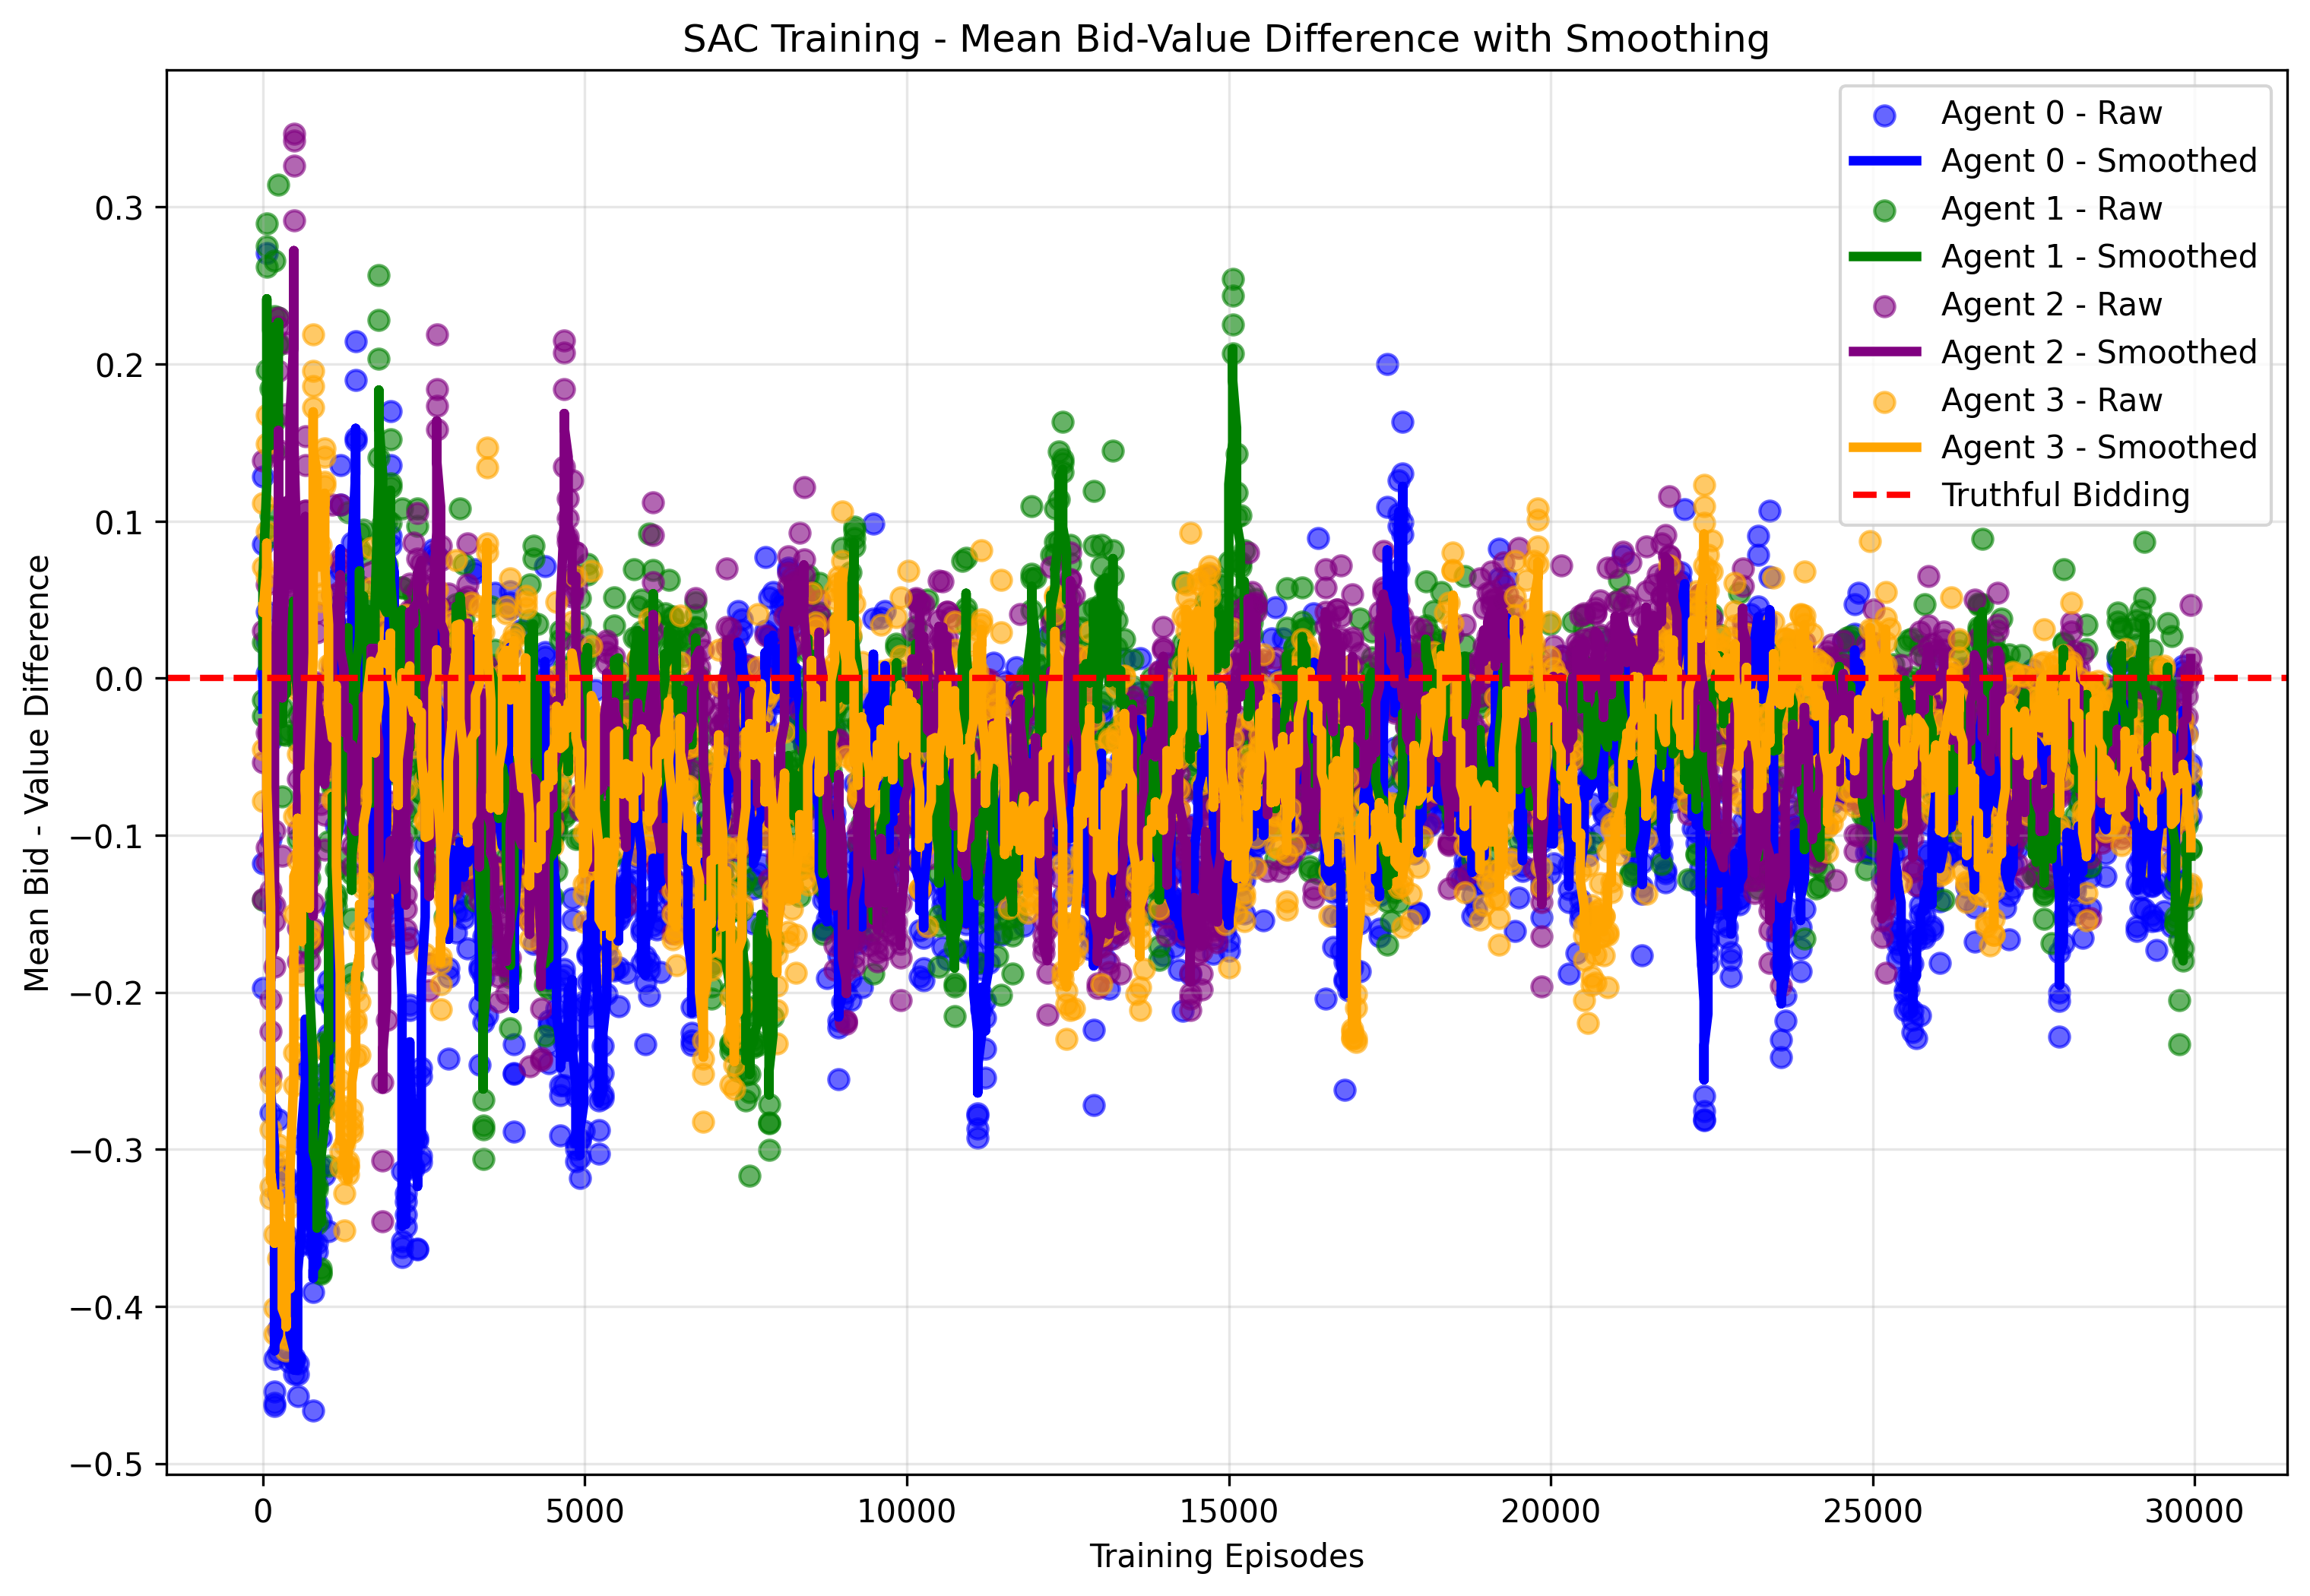 SAC Training - Mean Bid-Value Difference with Smoothing
Mean Bid - Value Difference
0.3
0.2
0.1
0.0
−0.1
−0.2
−0.3
−0.4
−0.5
Agent 0 - Raw
Agent 0 - Smoothed
Agent 1 - Raw
Agent 1 - Smoothed
Agent 2 - Raw
Agent 2 - Smoothed
Agent 3 - Raw
Agent 3 - Smoothed
Truthful Bidding
0 5000 10000 15000 20000 25000 30000
Training Episodes